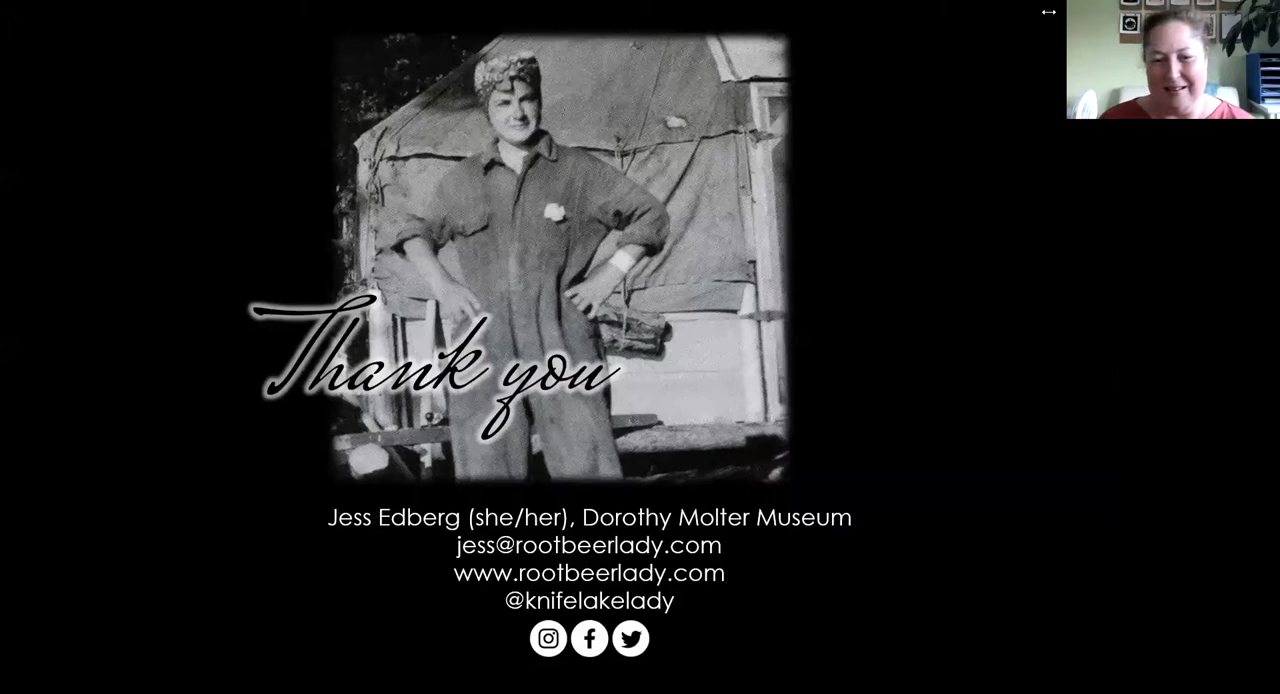 Thank you
Jess Edberg (she/her), Dorothy Molter Museum
jess@rootbeerlady.com
www.rootbeerlady.com
@knifelakelady